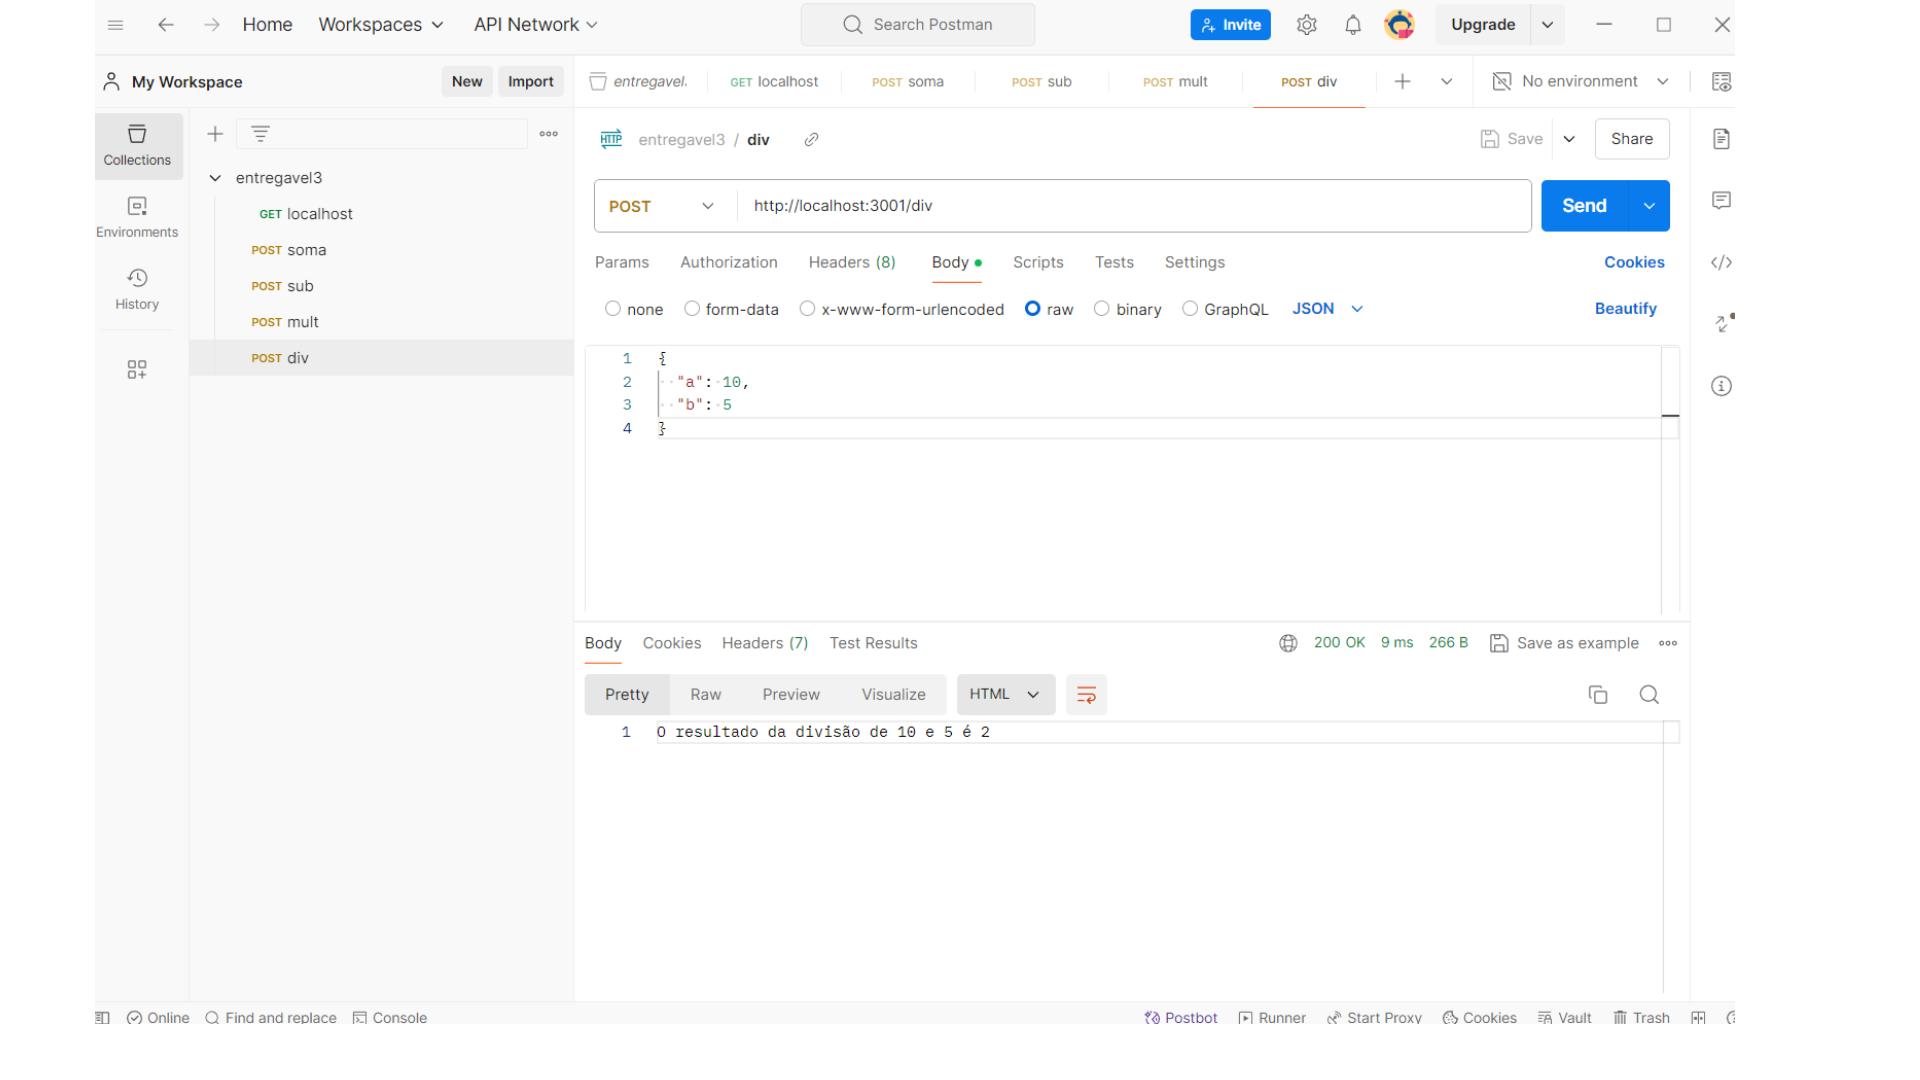 Home Workspaces API Network Search Postman Invite Upgrade
My Workspace New Import entregavel. GET localhost POST soma POST sub POST mult POST div No environment
Collections
Environments
History
entregavel3
GET localhost
POST soma
POST sub
POST mult
POST div
HTTP entregavel3 / div Save Share
POST http://localhost:3001/div Send
Params Authorization Headers (8) Body Scripts Tests Settings Cookies
none form-data x-www-form-urlencoded raw binary GraphQL JSON Beautify
1 {
2 "a": 10,
3 "b": 5
4 }
Body Cookies Headers (7) Test Results 200 OK 9 ms 266 B Save as example
Pretty Raw Preview Visualize HTML
1 O resultado da divisão de 10 e 5 é 2
Online Find and replace Console Postbot Runner Start Proxy Cookies Vault Trash